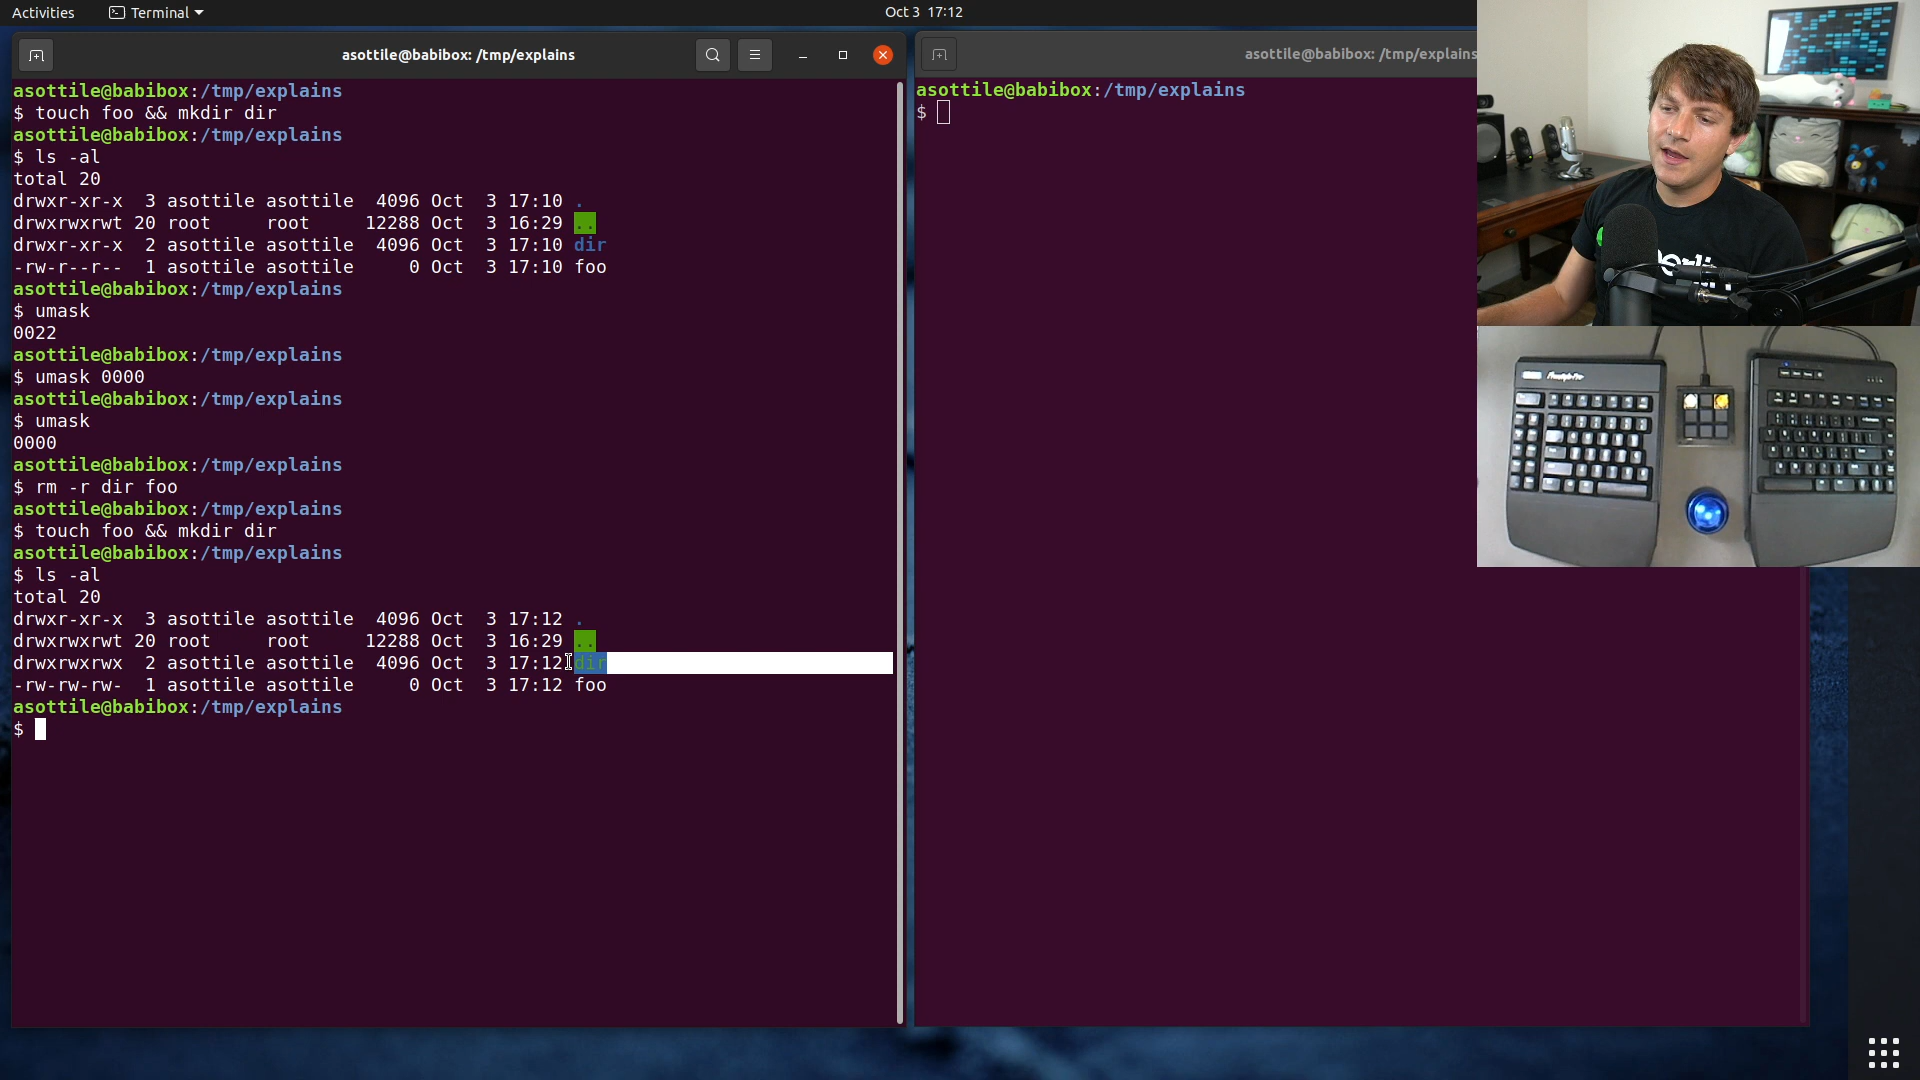 Activities
Terminal
Oct 3 17:12
asottile@babibox: /tmp/explains
asottile@babibox:/tmp/explains
$ touch foo && mkdir dir
asottile@babibox:/tmp/explains
$ ls -al
total 20
drwxr-xr-x  3 asottile asottile  4096 Oct  3 17:10 .
drwxrwxrwt 20 root     root     12288 Oct  3 16:29 ..
drwxr-xr-x  2 asottile asottile  4096 Oct  3 17:10 dir
-rw-r--r--  1 asottile asottile     0 Oct  3 17:10 foo
asottile@babibox:/tmp/explains
$ umask
0022
asottile@babibox:/tmp/explains
$ umask 0000
asottile@babibox:/tmp/explains
$ umask
0000
asottile@babibox:/tmp/explains
$ rm -r dir foo
asottile@babibox:/tmp/explains
$ touch foo && mkdir dir
asottile@babibox:/tmp/explains
$ ls -al
total 20
drwxr-xr-x  3 asottile asottile  4096 Oct  3 17:12 .
drwxrwxrwt 20 root     root     12288 Oct  3 16:29 ..
drwxrwxrwx  2 asottile asottile  4096 Oct  3 17:12 dir
-rw-rw-rw-  1 asottile asottile     0 Oct  3 17:12 foo
asottile@babibox:/tmp/explains
$
asottile@babibox: /tmp/explains
asottile@babibox:/tmp/explains
$